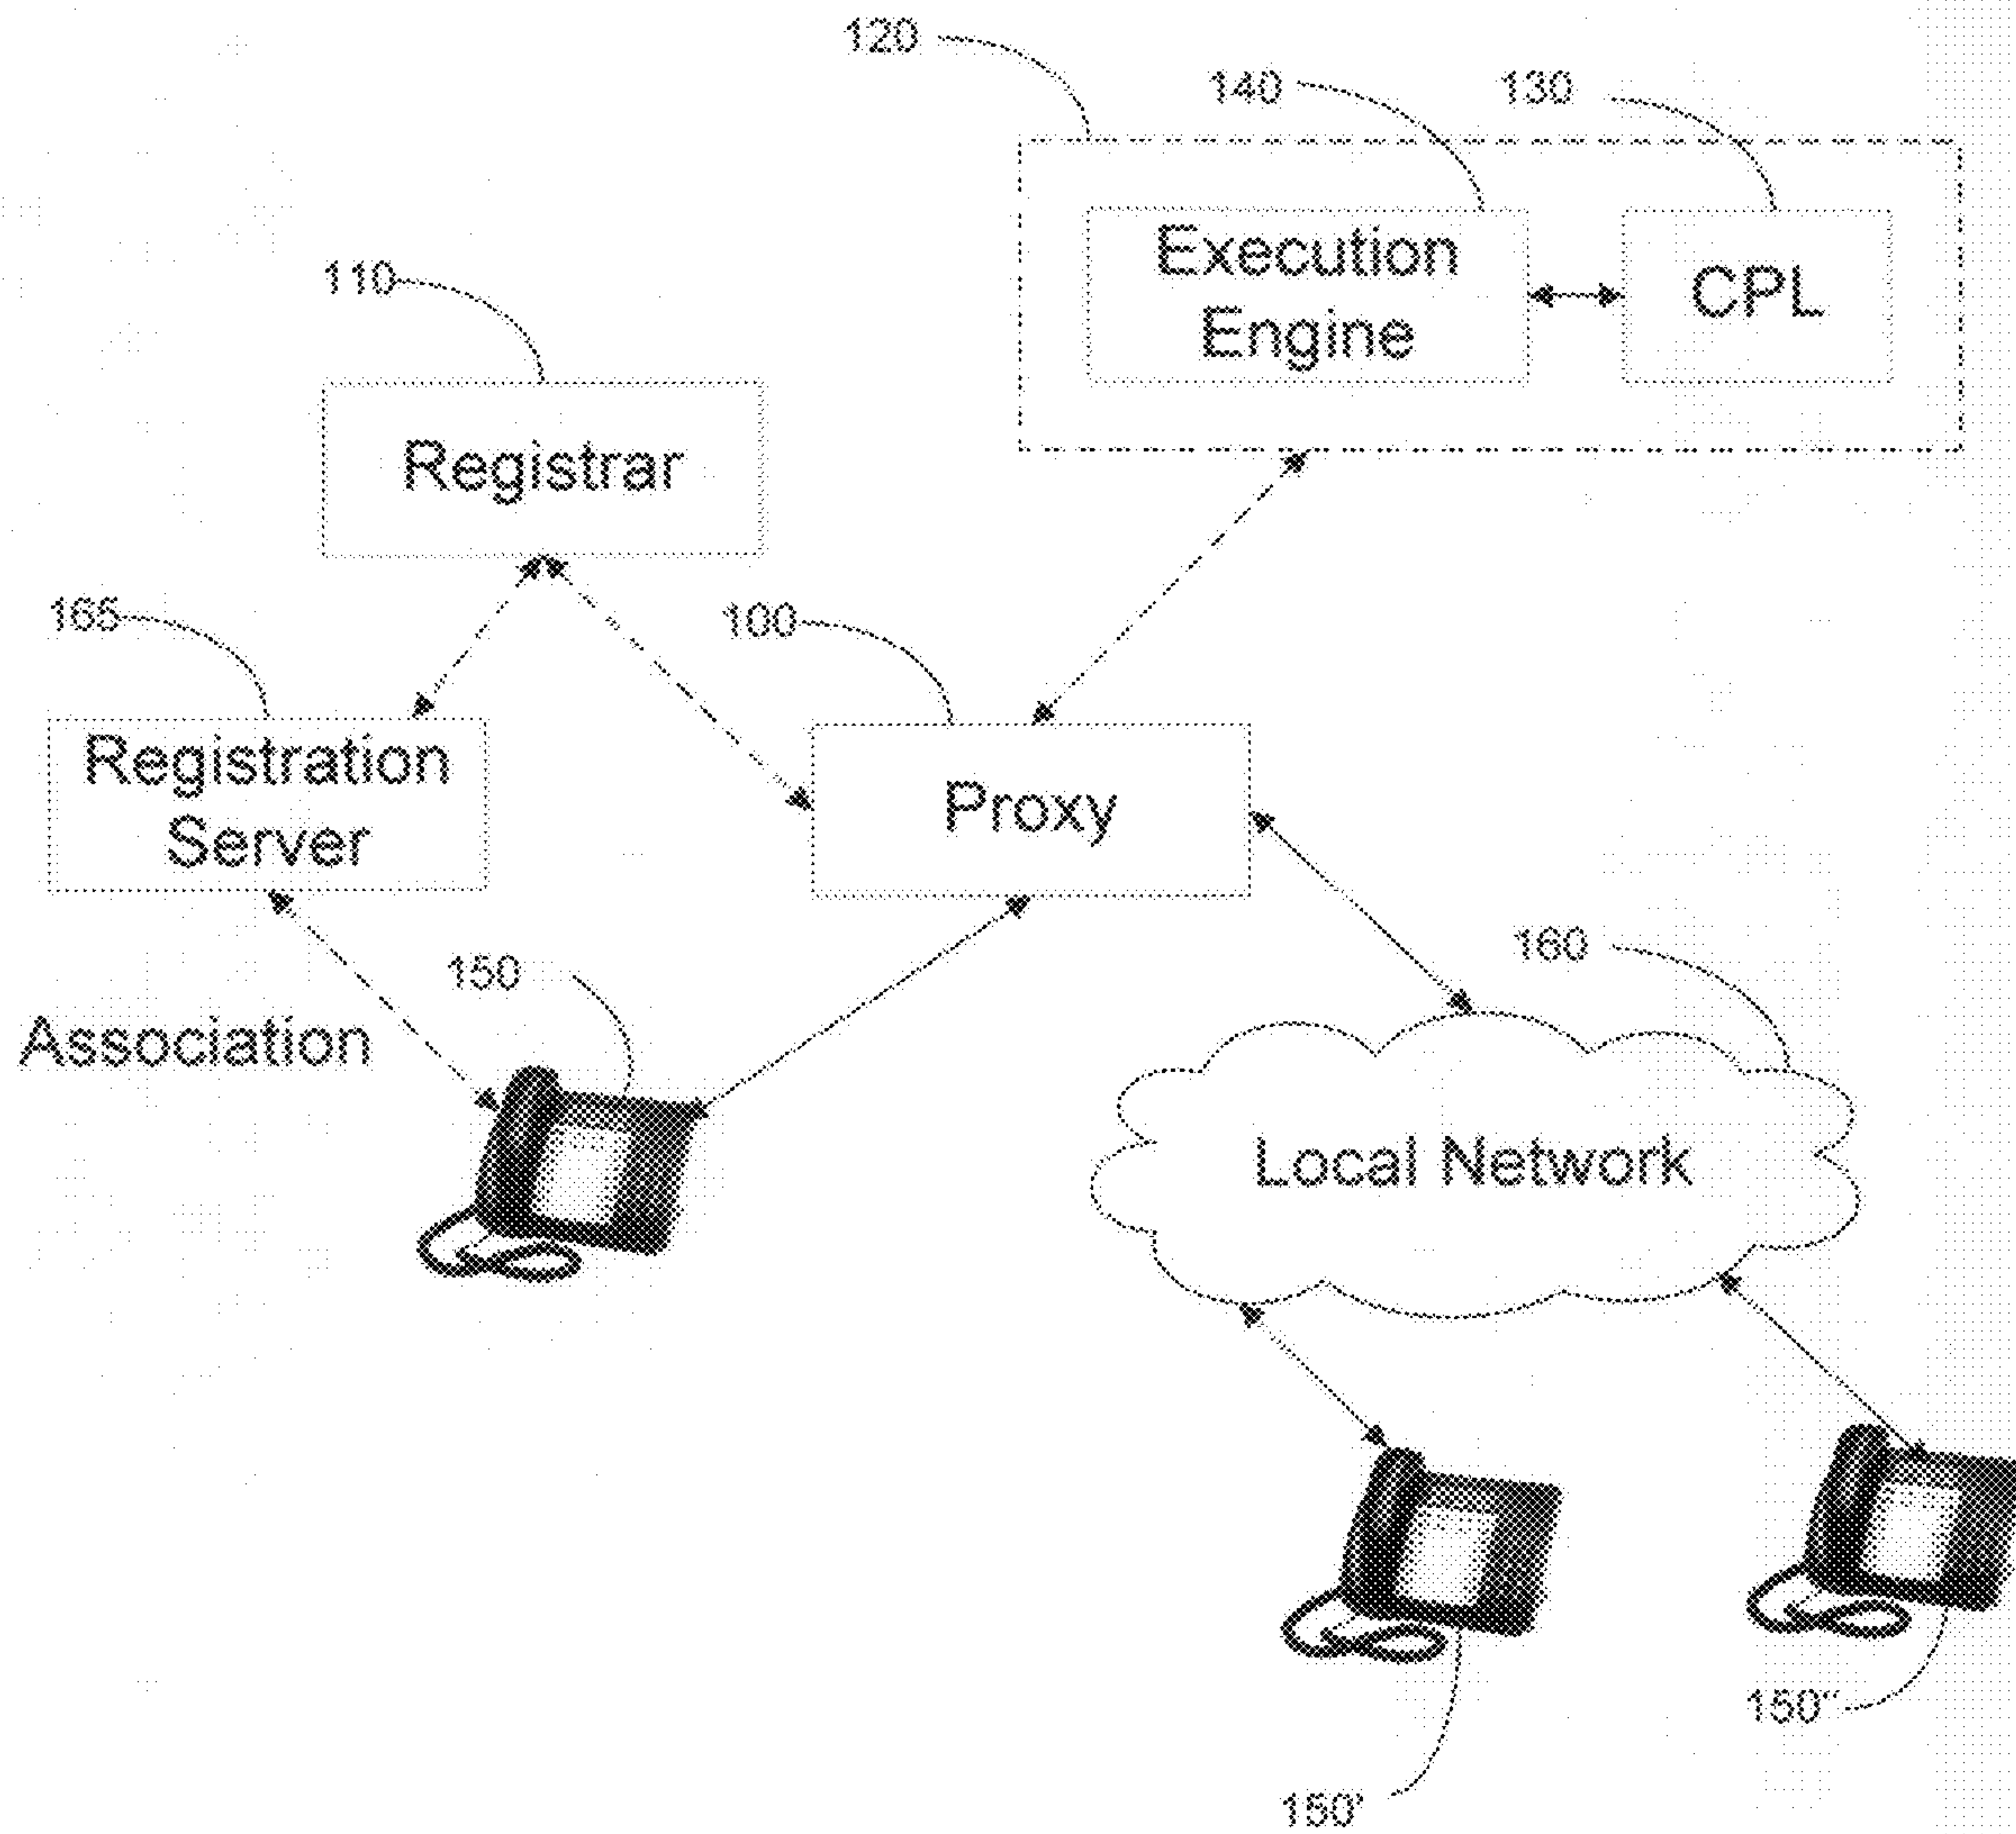 120
140
130
Execution
Engine
CPL
110
Registrar
165
100
Registration
Server
Proxy
150
160
Association
Local Network
150"
150'